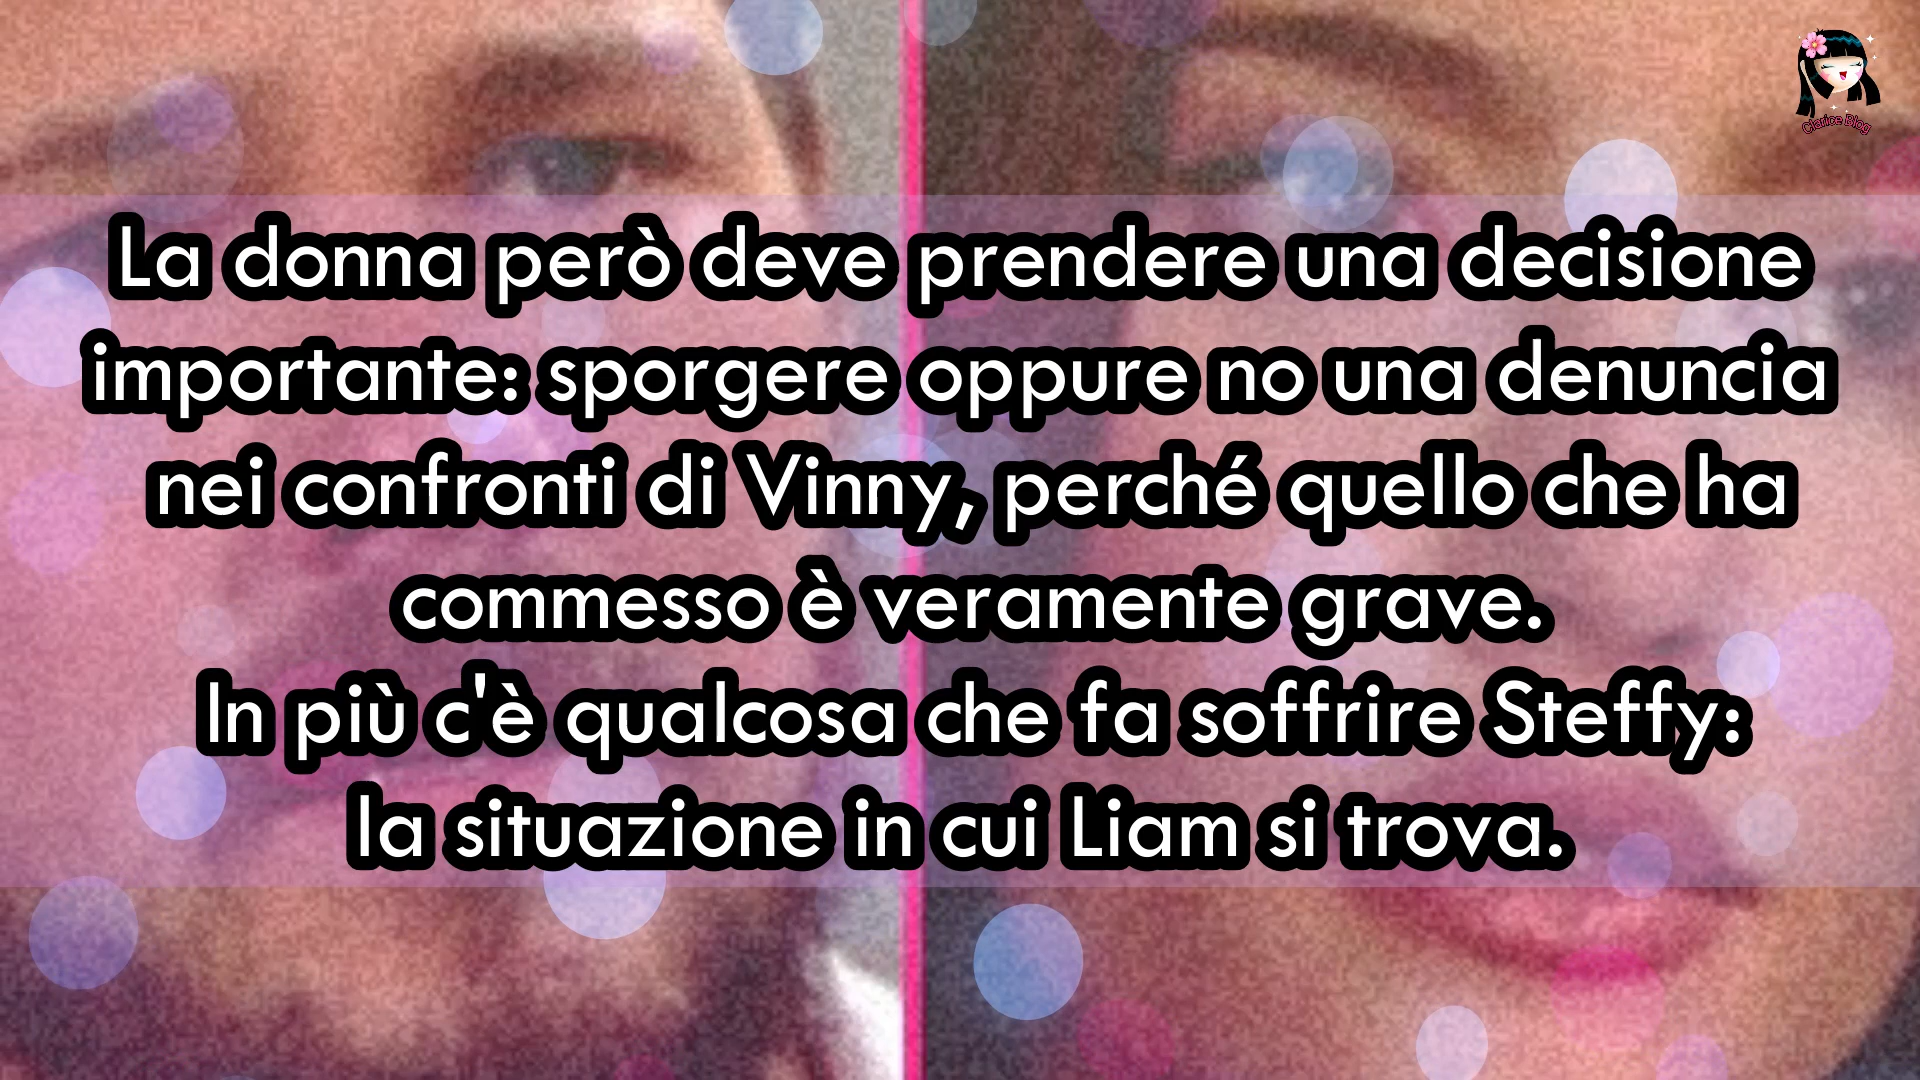 Clarice Blog
La donna però deve prendere una decisione
importante: sporgere oppure no una denuncia
nei confronti di Vinny, perché quello che ha
commesso è veramente grave.
In più c'è qualcosa che fa soffrire Steffy:
la situazione in cui Liam si trova.